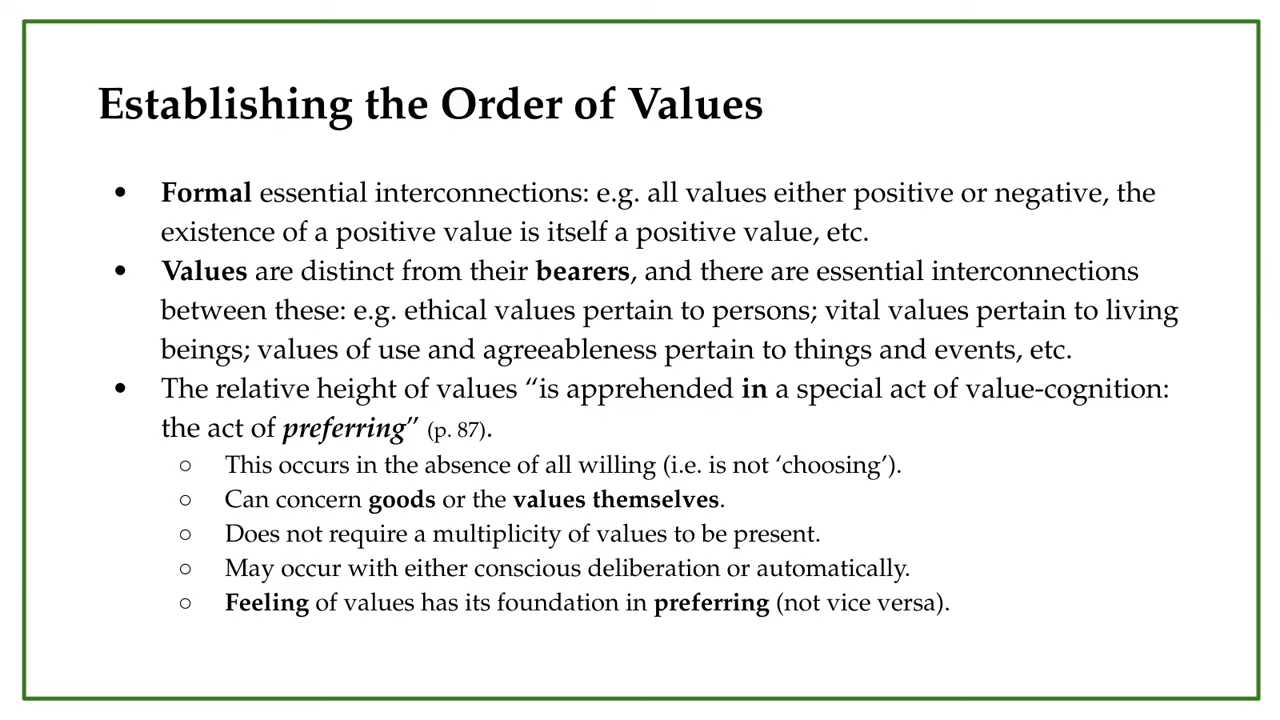 Establishing the Order of Values
● Formal essential interconnections: e.g. all values either positive or negative, the
existence of a positive value is itself a positive value, etc.
● Values are distinct from their bearers, and there are essential interconnections
between these: e.g. ethical values pertain to persons; vital values pertain to living
beings; values of use and agreeableness pertain to things and events, etc.
● The relative height of values “is apprehended in a special act of value-cognition:
the act of preferring” (p. 87).
○ This occurs in the absence of all willing (i.e. is not ‘choosing’).
○ Can concern goods or the values themselves.
○ Does not require a multiplicity of values to be present.
○ May occur with either conscious deliberation or automatically.
○ Feeling of values has its foundation in preferring (not vice versa).